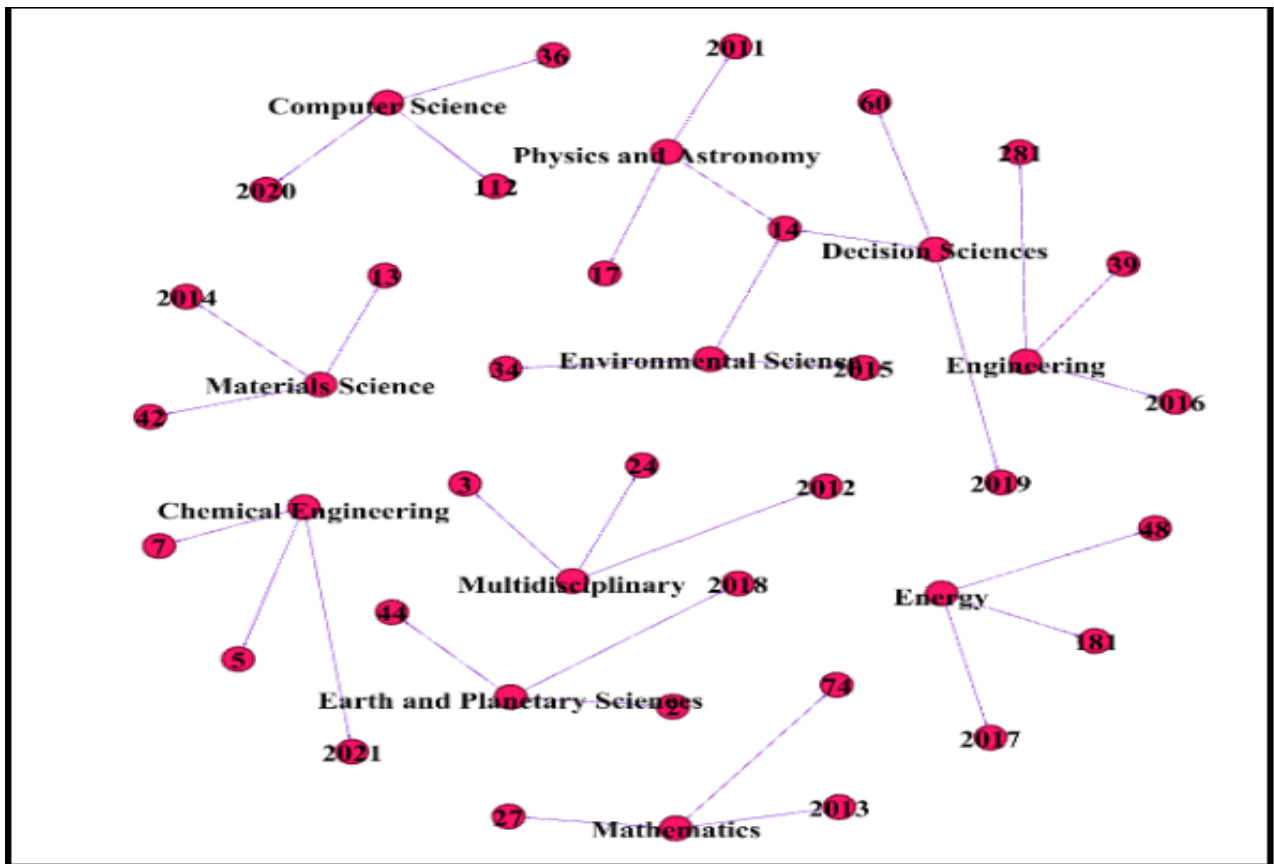 36
2011
Computer Science
60
Physics and Astronomy
281
2020
112
14
Decision Sciences
17
13
39
2014
34
Environmental Science
2015
Engineering
Materials Science
42
2016
3
24
2012
2019
Chemical Engineering
7
48
Multidisciplinary
2018
Energy
44
181
5
Earth and Planetary Sciences
2
74
2021
2017
27
Mathematics
2013